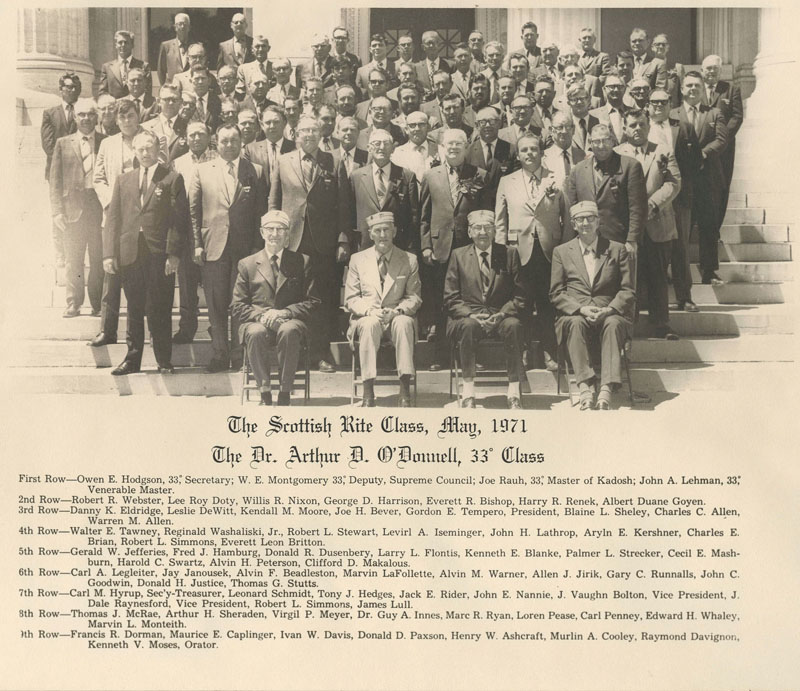 The Scottish Rite Class, May, 1971
The Dr. Arthur D. O'Donnell, 33° Class
First Row—Owen E. Hodgson, 33,° Secretary; W. E. Montgomery 33,° Deputy, Supreme Council; Joe Rauh, 33,° Master of Kadosh; John A. Lehman, 33,°
Venerable Master.
2nd Row—Robert R. Webster, Lee Roy Doty, Willis R. Nixon, George D. Harrison, Everett R. Bishop, Harry R. Renek, Albert Duane Goyen.
3rd Row—Danny K. Eldridge, Leslie DeWitt, Kendall M. Moore, Joe H. Bever, Gordon E. Tempero, President, Blaine L. Sheley, Charles C. Allen,
Warren M. Allen.
4th Row—Walter E. Tawney, Reginald Washaliski, Jr., Robert L. Stewart, Levirl A. Iseminger, John H. Lathrop, Aryln E. Kershner, Charles E.
Brian, Robert L. Simmons, Everett Leon Britton.
5th Row—Gerald W. Jefferies, Fred J. Hamburg, Donald R. Dusenbery, Larry L. Flontis, Kenneth E. Blanke, Palmer L. Strecker, Cecil E. Mash-
burn, Harold C. Swartz, Alvin H. Peterson, Clifford D. Makalous.
6th Row—Carl A. Legleiter, Jay Janousek, Alvin F. Beadleston, Marvin LaFollette, Alvin M. Warner, Allen J. Jirik, Gary C. Runnalls, John C.
Goodwin, Donald H. Justice, Thomas G. Stutts.
7th Row—Carl M. Hyrup, Sec'y-Treasurer, Leonard Schmidt, Tony J. Hedges, Jack E. Rider, John E. Nannie, J. Vaughn Bolton, Vice President, J.
Dale Raynesford, Vice President, Robert L. Simmons, James Lull.
8th Row—Thomas J. McRae, Arthur H. Sheraden, Virgil P. Meyer, Dr. Guy A. Innes, Marc R. Ryan, Loren Pease, Carl Penney, Edward H. Whaley,
Marvin L. Monteith.
9th Row—Francis R. Dorman, Maurice E. Caplinger, Ivan W. Davis, Donald D. Paxson, Henry W. Ashcraft, Murlin A. Cooley, Raymond Davignon,
Kenneth V. Moses, Orator.